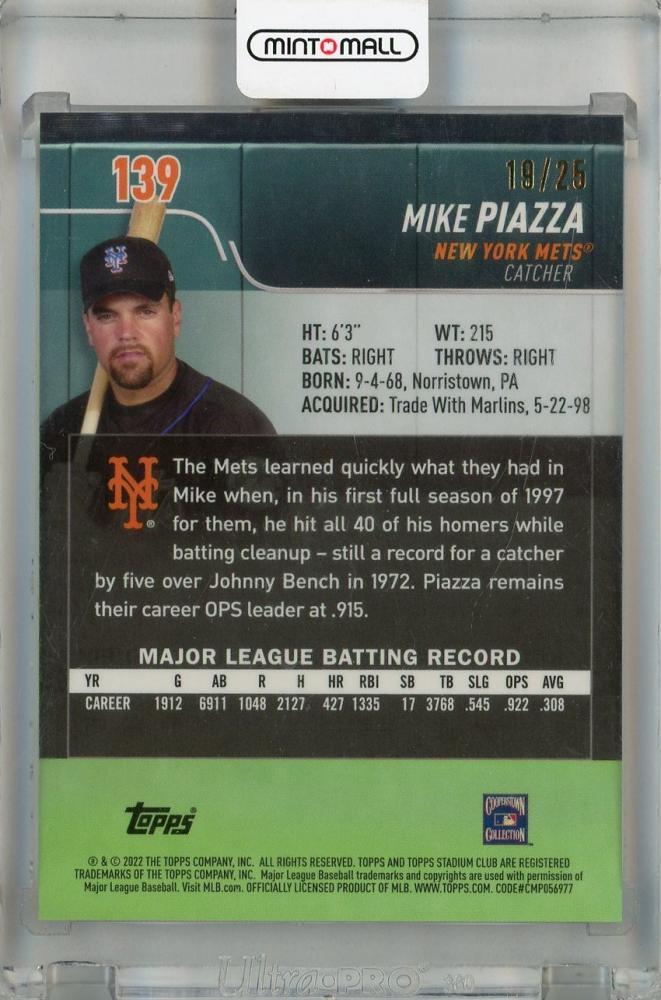 MINTOMALL
139
19/25
MIKE PIAZZA
NEW YORK METS®
CATCHER
HT: 6'3" WT: 215
BATS: RIGHT THROWS: RIGHT
BORN: 9-4-68, Norristown, PA
ACQUIRED: Trade With Marlins, 5-22-98
The Mets learned quickly what they had in
Mike when, in his first full season of 1997
for them, he hit all 40 of his homers while
batting cleanup – still a record for a catcher
by five over Johnny Bench in 1972. Piazza remains
their career OPS leader at .915.
MAJOR LEAGUE BATTING RECORD
YR G AB R H HR RBI SB TB SLG OPS AVG
CAREER 1912 6911 1048 2127 427 1335 17 3768 .545 .922 .308
topps®
COOPERSTOWN
COLLECTION
® & © 2022 THE TOPPS COMPANY, INC. ALL RIGHTS RESERVED. TOPPS AND TOPPS STADIUM CLUB ARE REGISTERED
TRADEMARKS OF THE TOPPS COMPANY, INC. Major League Baseball trademarks and copyrights are used with permission of
Major League Baseball. Visit MLB.com. OFFICIALLY LICENSED PRODUCT OF MLB. WWW.TOPPS.COM. CODE#CMP056977
Ultra·PRO